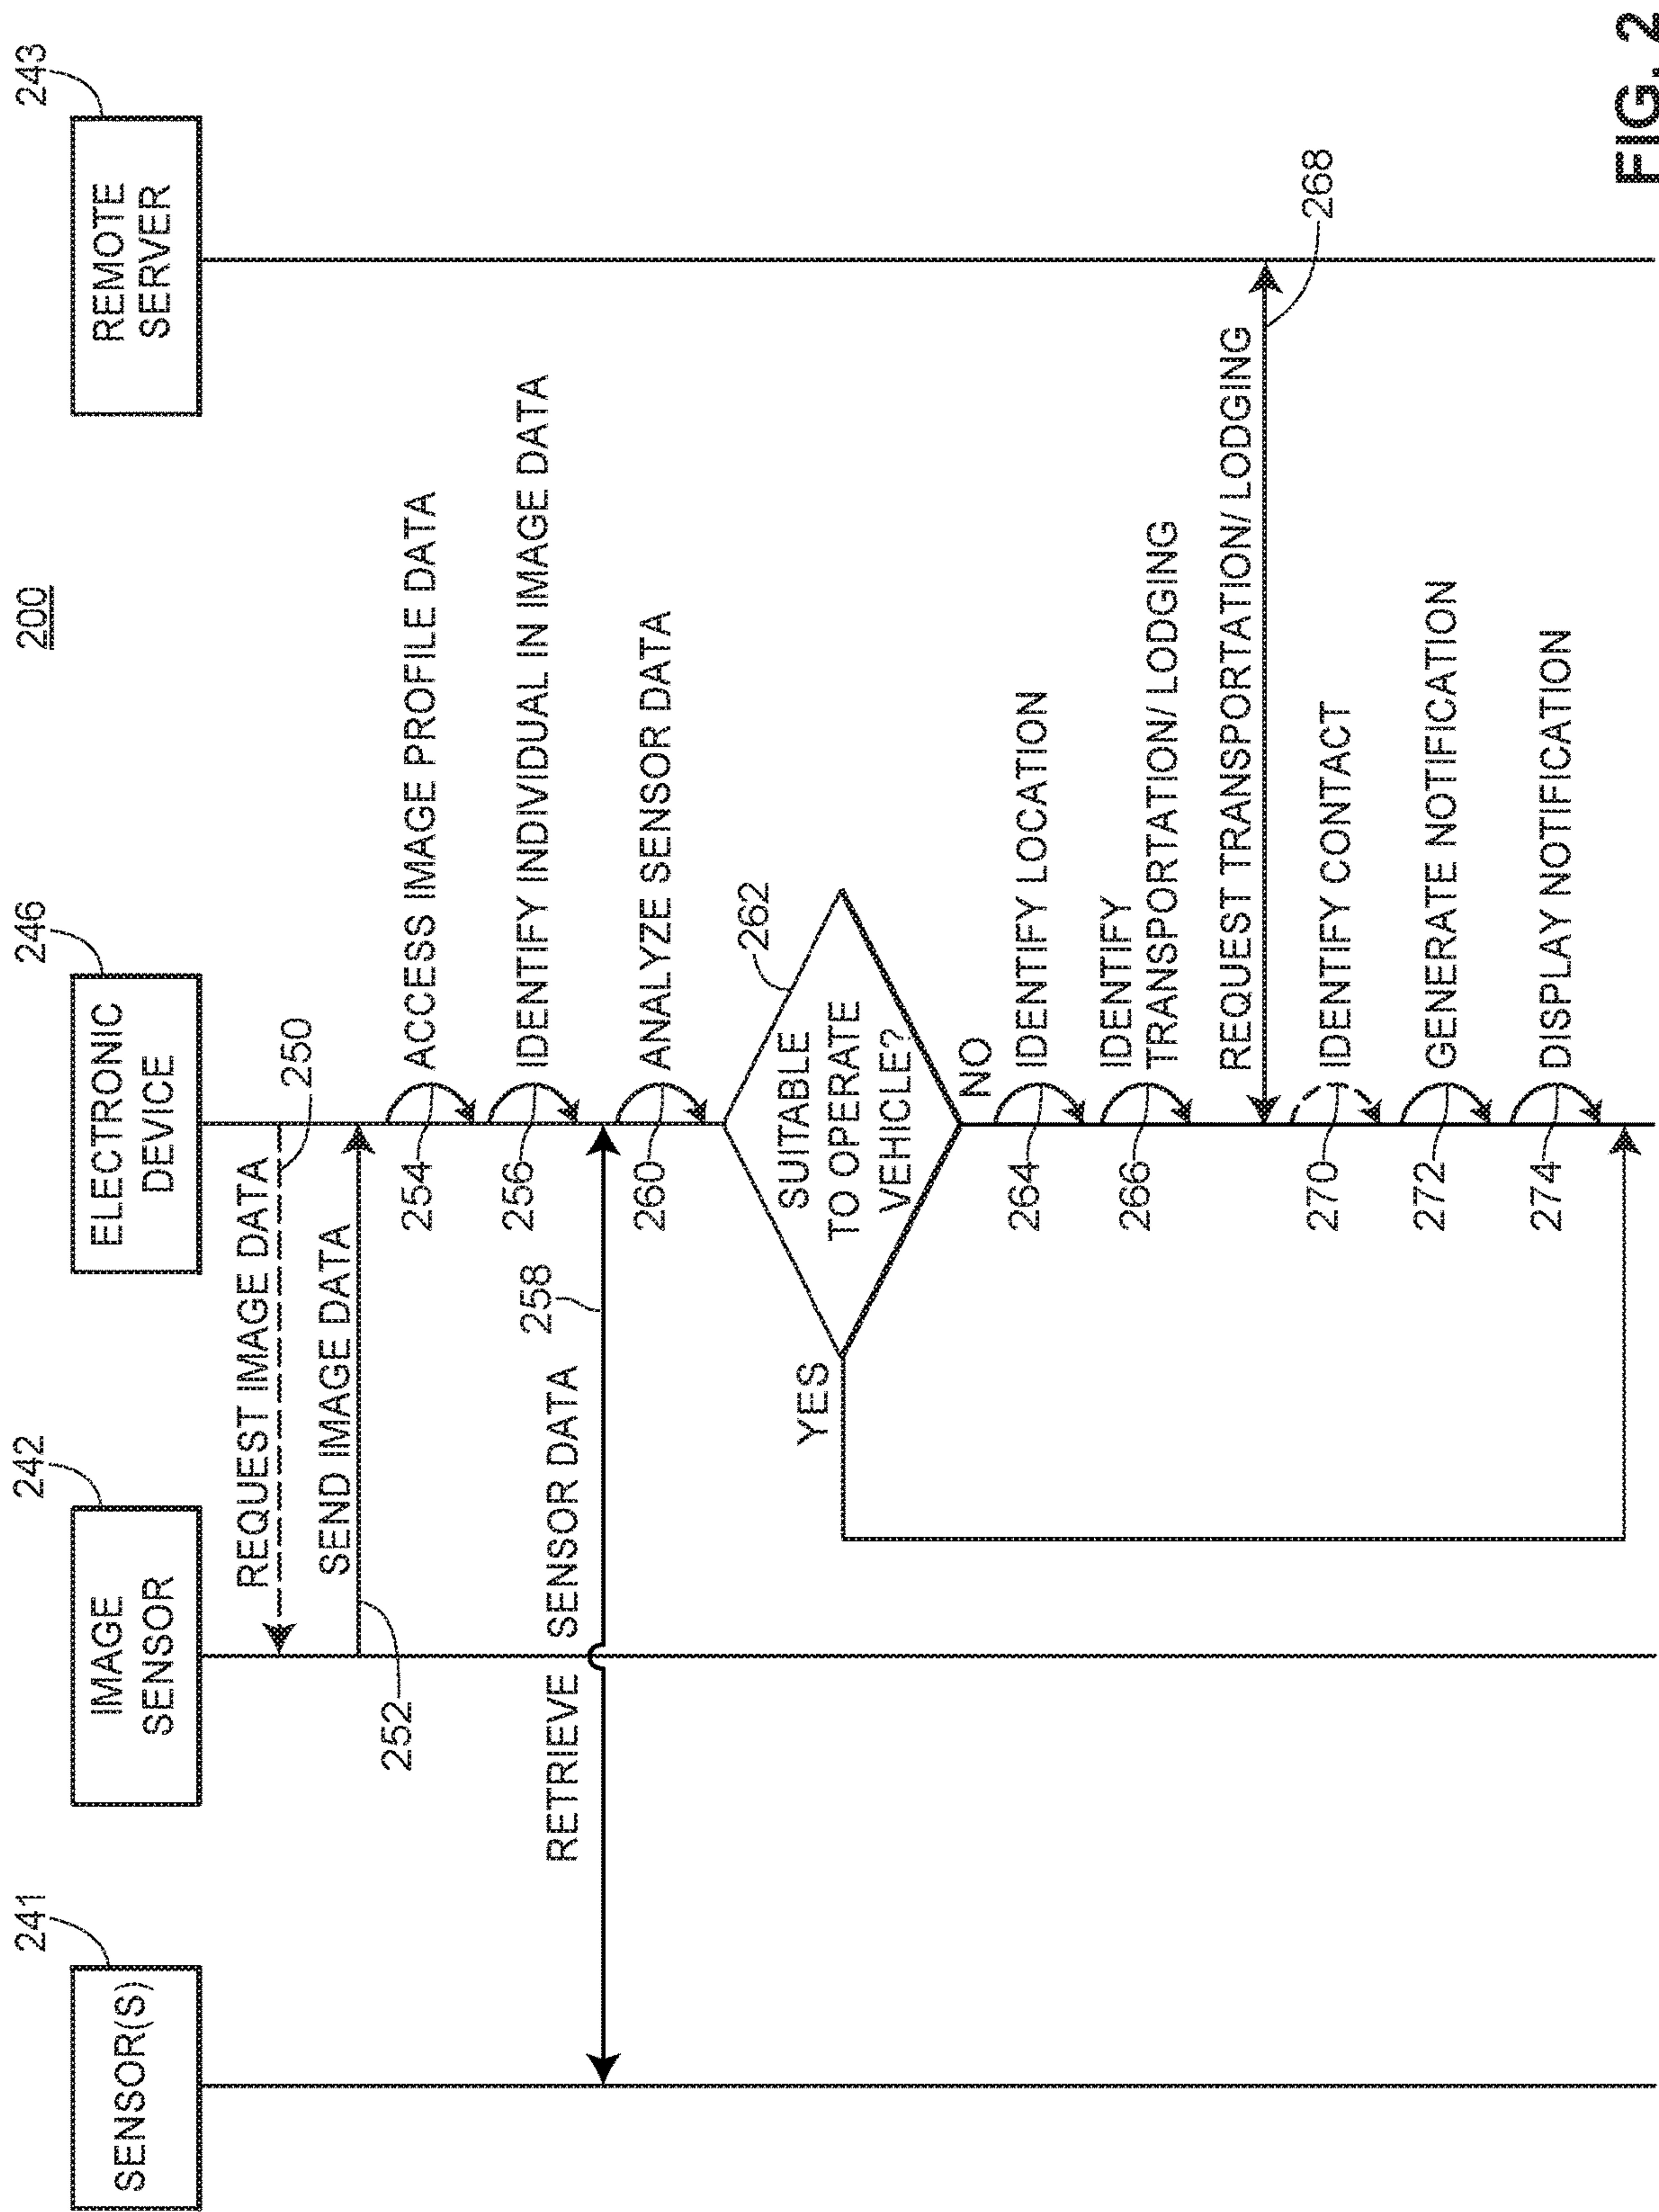 200
241
242
246
243
SENSOR(S)
IMAGE
SENSOR
ELECTRONIC
DEVICE
REMOTE
SERVER
REQUEST IMAGE DATA
250
SEND IMAGE DATA
252
254
ACCESS IMAGE PROFILE DATA
256
IDENTIFY INDIVIDUAL IN IMAGE DATA
RETRIEVE SENSOR DATA
258
260
ANALYZE SENSOR DATA
262
SUITABLE
TO OPERATE
VEHICLE?
YES
NO
264
IDENTIFY LOCATION
266
IDENTIFY
TRANSPORTATION/ LODGING
REQUEST TRANSPORTATION/ LODGING
268
270
IDENTIFY CONTACT
272
GENERATE NOTIFICATION
274
DISPLAY NOTIFICATION
FIG. 2